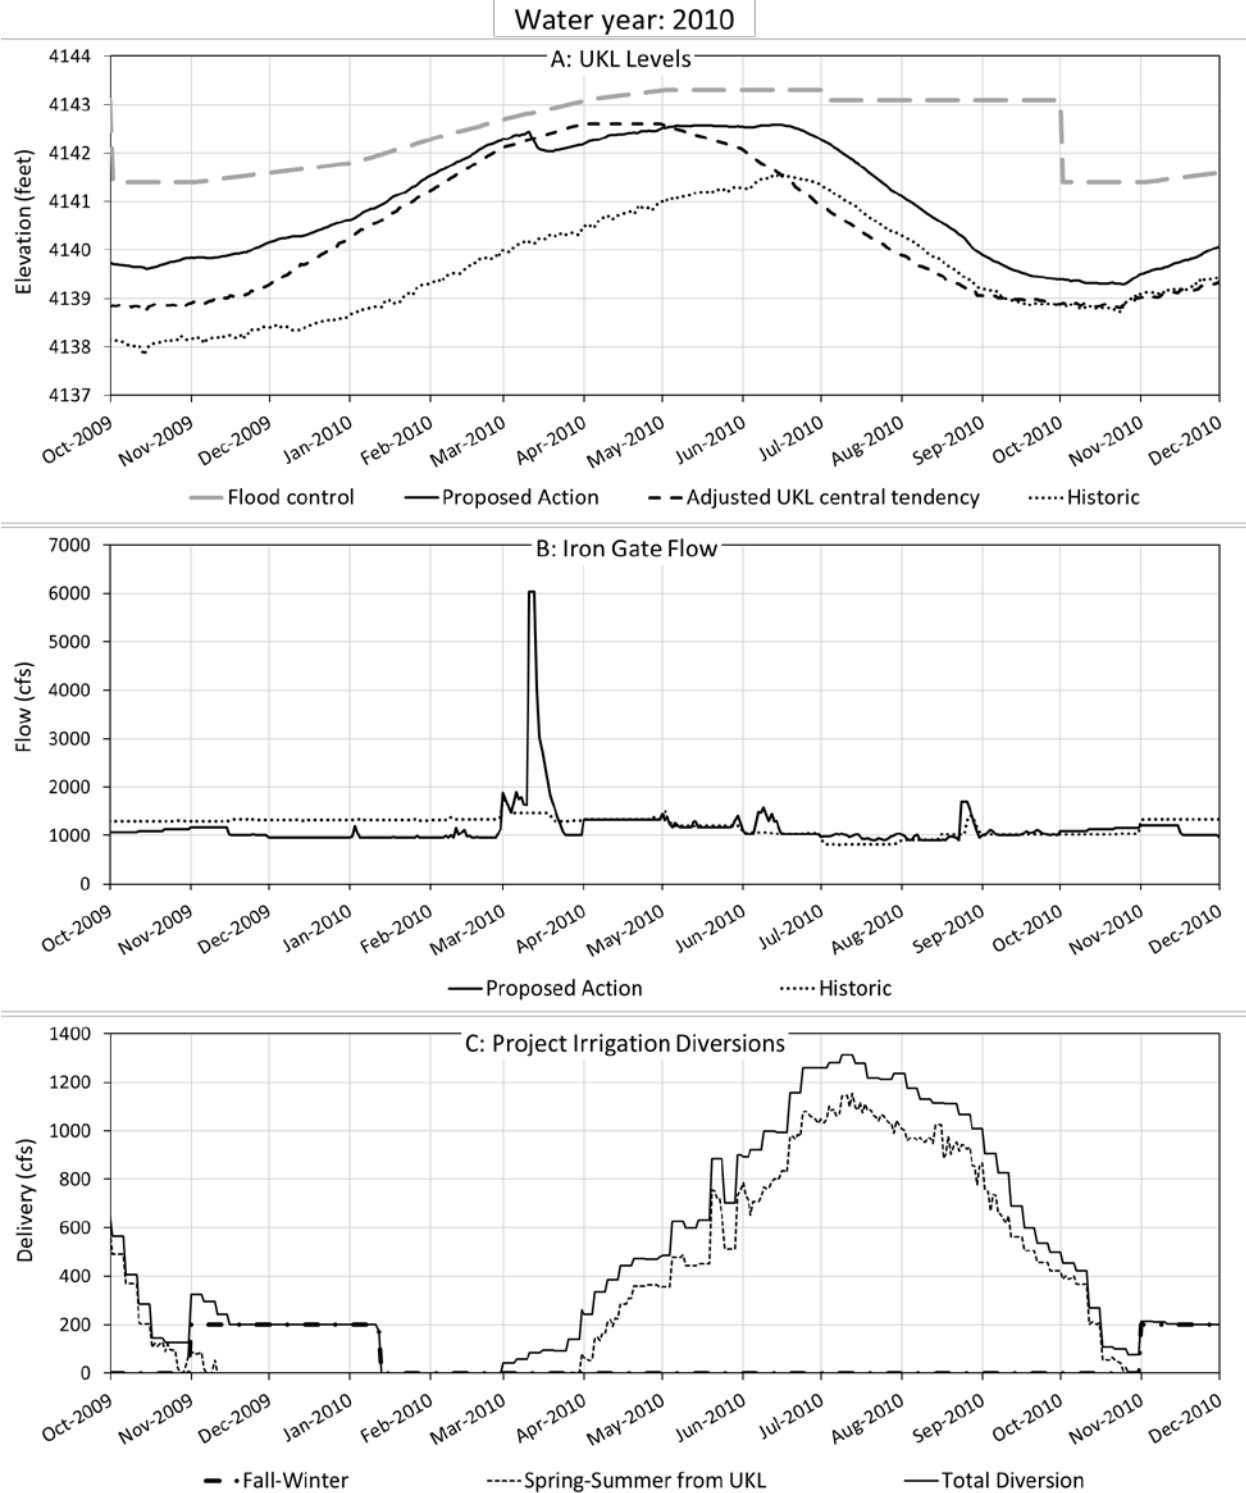 Water year: 2010
A: UKL Levels
Elevation (feet)
4144
4143
4142
4141
4140
4139
4138
4137
Oct-2009 Nov-2009 Dec-2009 Jan-2010 Feb-2010 Mar-2010 Apr-2010 May-2010 Jun-2010 Jul-2010 Aug-2010 Sep-2010 Oct-2010 Nov-2010 Dec-2010
Flood control Proposed Action Adjusted UKL central tendency Historic
B: Iron Gate Flow
Flow (cfs)
7000
6000
5000
4000
3000
2000
1000
0
Oct-2009 Nov-2009 Dec-2009 Jan-2010 Feb-2010 Mar-2010 Apr-2010 May-2010 Jun-2010 Jul-2010 Aug-2010 Sep-2010 Oct-2010 Nov-2010 Dec-2010
Proposed Action Historic
C: Project Irrigation Diversions
Delivery (cfs)
1400
1200
1000
800
600
400
200
0
Oct-2009 Nov-2009 Dec-2009 Jan-2010 Feb-2010 Mar-2010 Apr-2010 May-2010 Jun-2010 Jul-2010 Aug-2010 Sep-2010 Oct-2010 Nov-2010 Dec-2010
Fall-Winter Spring-Summer from UKL Total Diversion